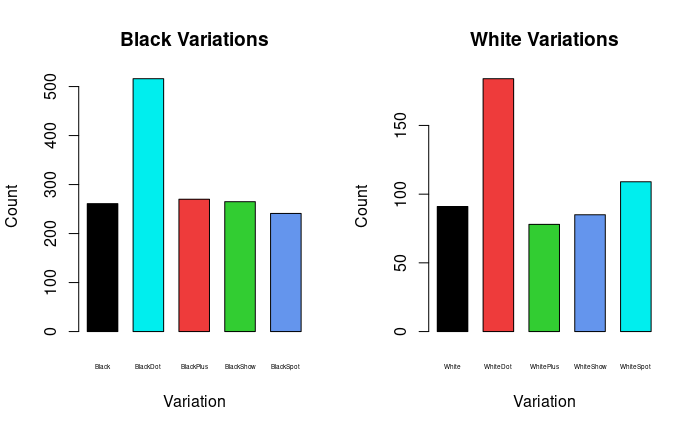 Black Variations
Count
0
100
200
300
400
500
Black
BlackDot
BlackPlus
BlackShow
BlackSpot
Variation
White Variations
Count
0
50
100
150
White
WhiteDot
WhitePlus
WhiteShow
WhiteSpot
Variation